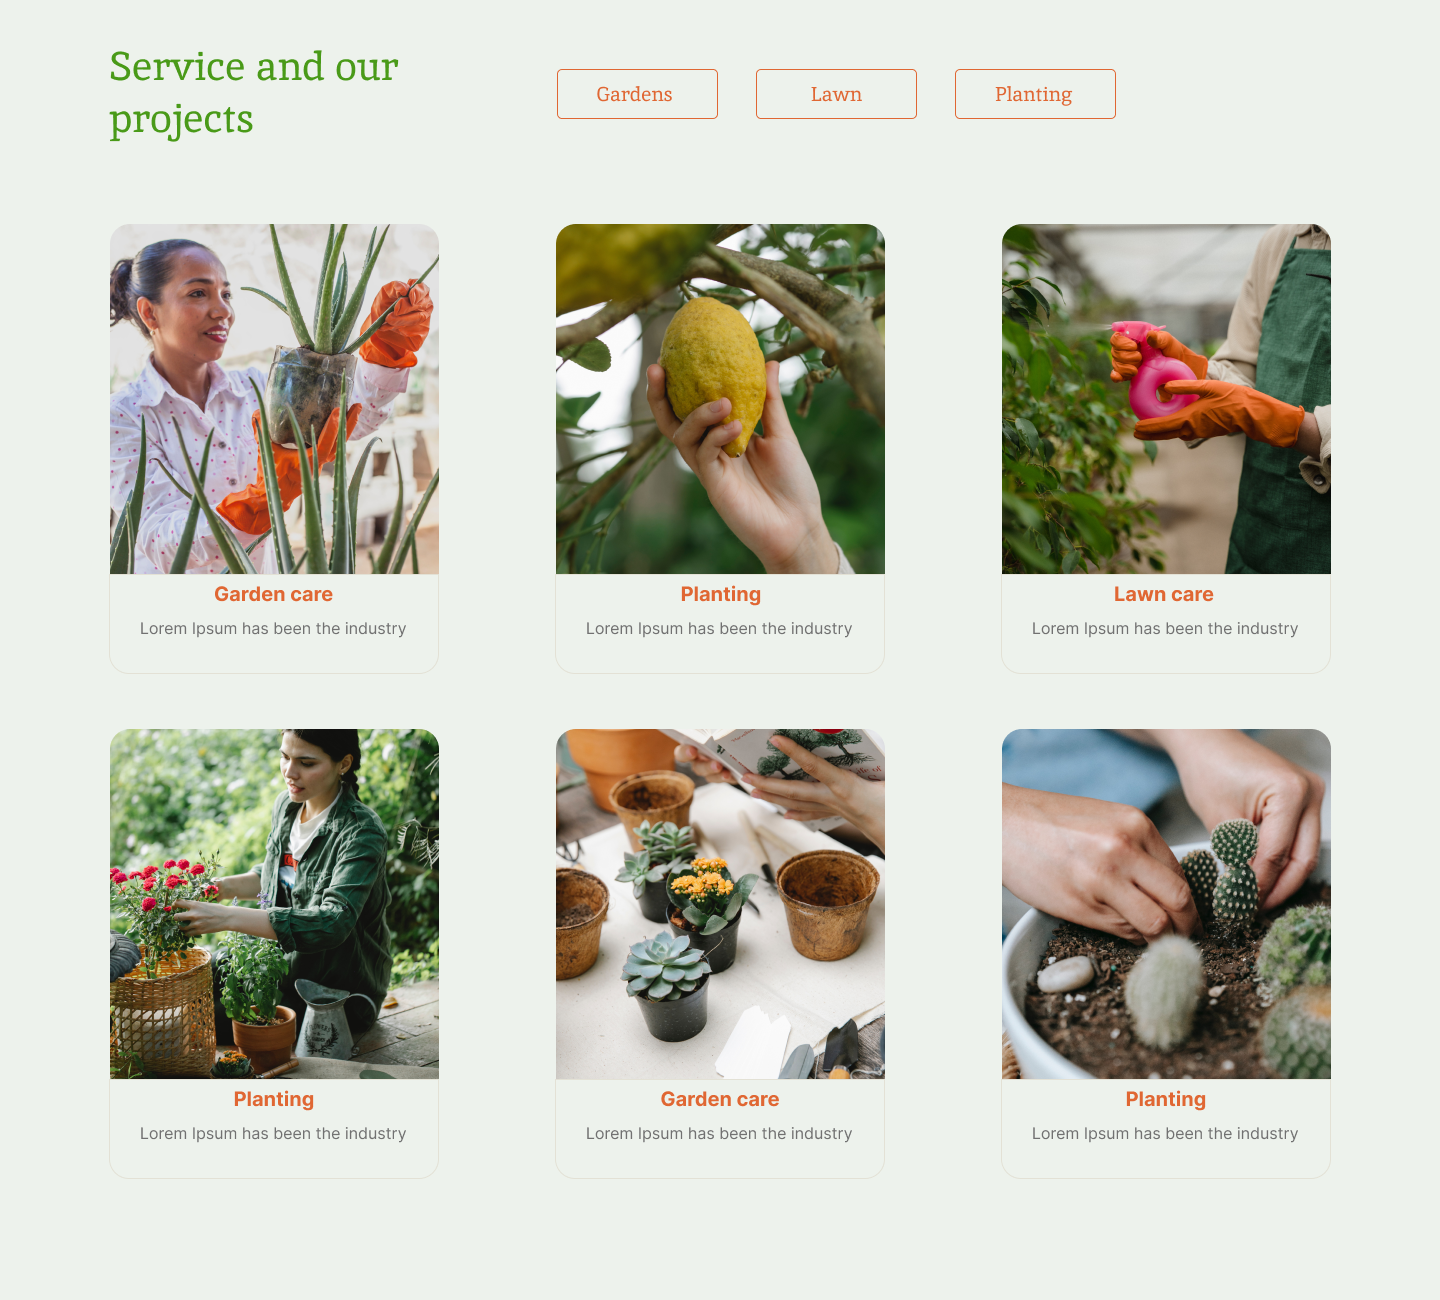 Service and our
projects
Gardens
Lawn
Planting
Garden care
Lorem Ipsum has been the industry
Planting
Lorem Ipsum has been the industry
Lawn care
Lorem Ipsum has been the industry
Planting
Lorem Ipsum has been the industry
Garden care
Lorem Ipsum has been the industry
Planting
Lorem Ipsum has been the industry